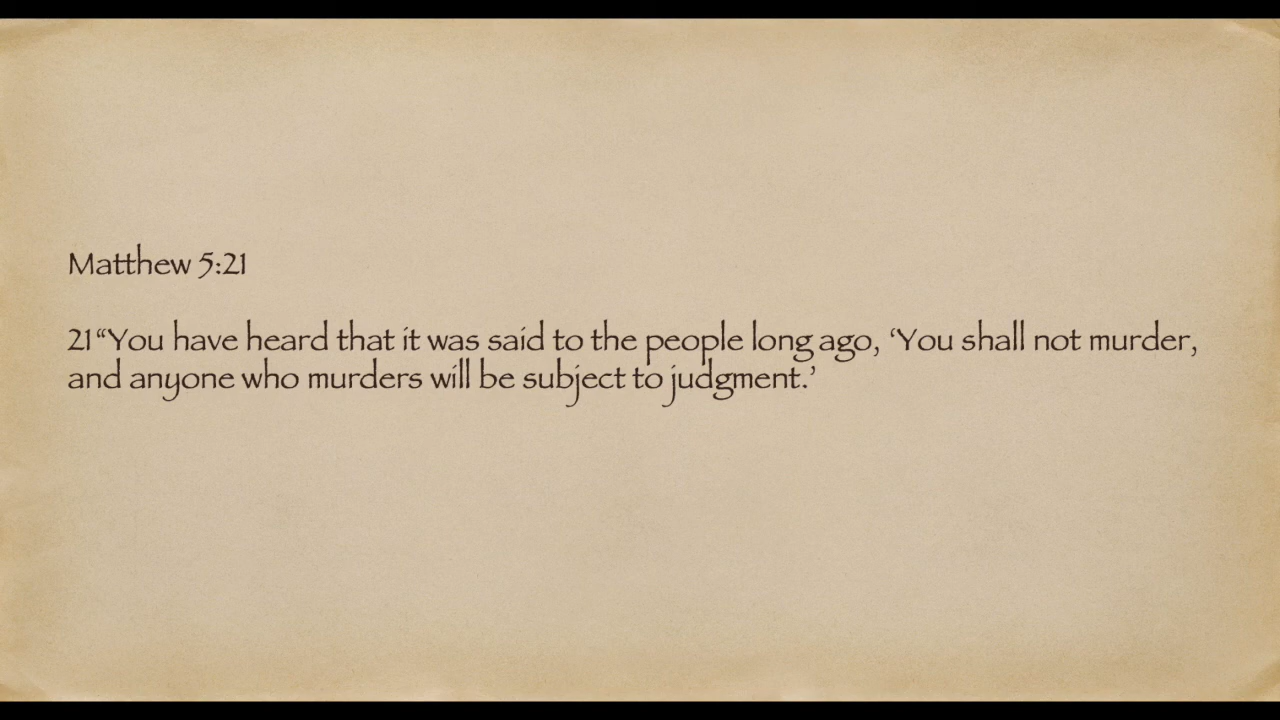 Matthew 5:21
21“You have heard that it was said to the people long ago, ‘You shall not murder,
and anyone who murders will be subject to judgment.’